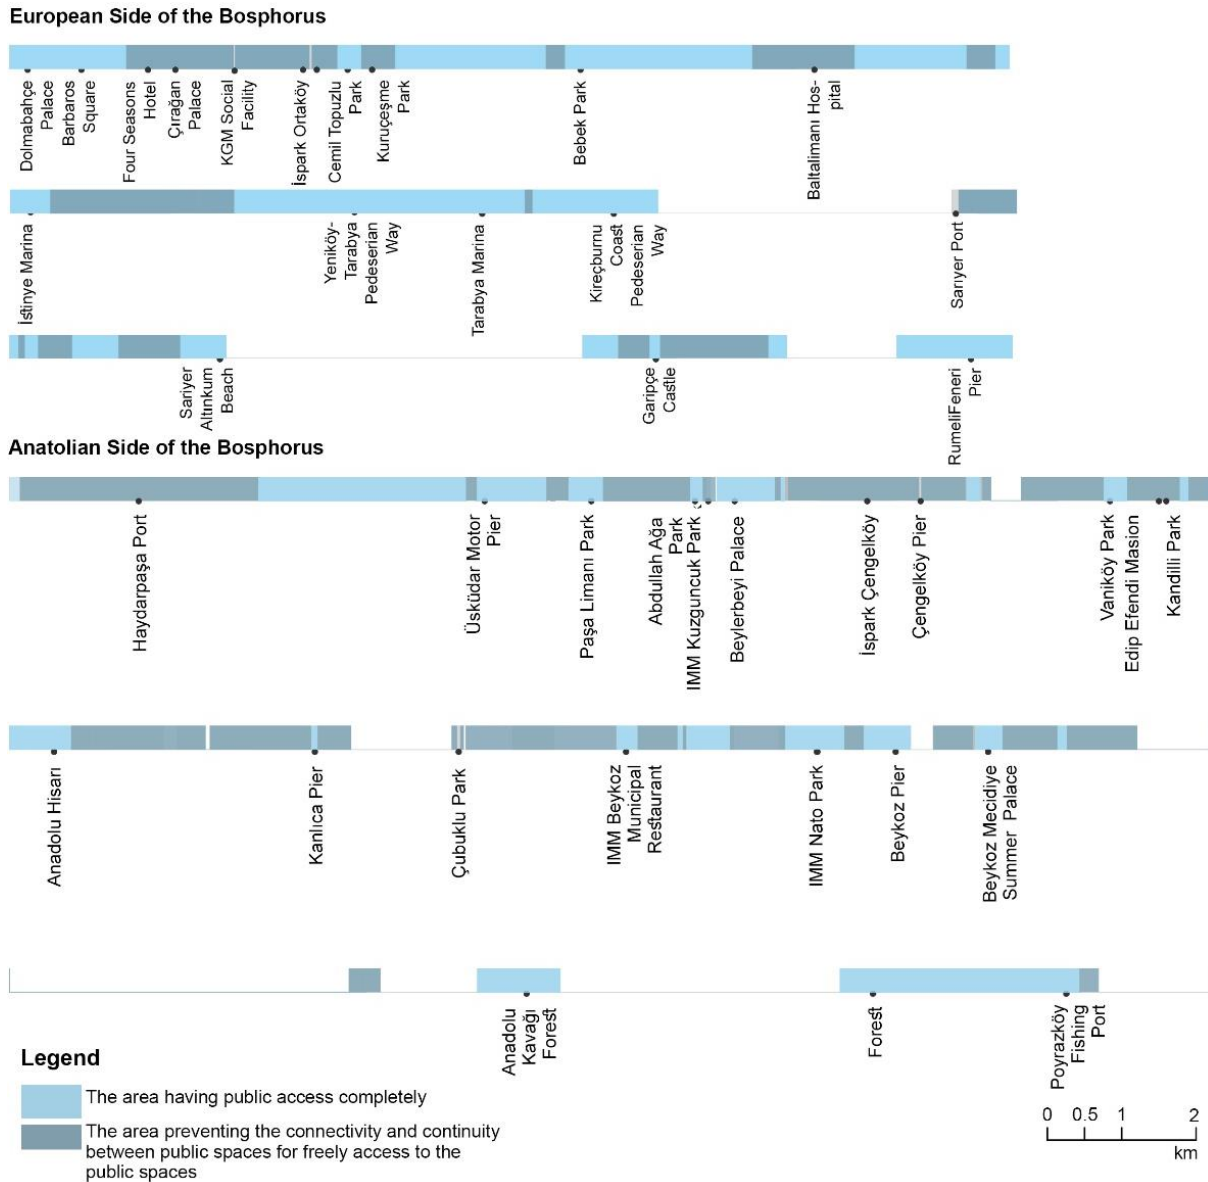 European Side of the Bosphorus
Dolmabahçe
Palace
Barbaros
Square
Four Seasons
Hotel
Çırağan
Palace
KGM Social
Facility
İspark Ortaköy
Cemil Topuzlu
Park
Kuruçeşme
Park
Bebek Park
Baltalimanı Hos-
pital
İstinye Marina
Yeniköy-
Tarabya
Pedeserian
Way
Tarabya Marina
Kireçburnu
Coast
Pedeserian
Way
Sarıyer Port
Sariyer
Altınkum
Beach
Garipçe
Castle
RumeliFeneri
Pier
Anatolian Side of the Bosphorus
Haydarpaşa Port
Üsküdar Motor
Pier
Paşa Limanı Park
Abdullah Ağa
Park
IMM Kuzguncuk Park
Beylerbeyi Palace
İspark Çengelköy
Çengelköy Pier
Vaniköy Park
Edip Efendi Masion
Kandilli Park
Anadolu Hisarı
Kanlıca Pier
Çubuklu Park
IMM Beykoz
Municipal
Restaurant
IMM Nato Park
Beykoz Pier
Beykoz Mecidiye
Summer Palace
Anadolu
Kavağı
Forest
Forest
Poyrazköy
Fishing
Port
Legend
The area having public access completely
The area preventing the connectivity and continuity
between public spaces for freely access to the
public spaces
0 0.5 1 2
km